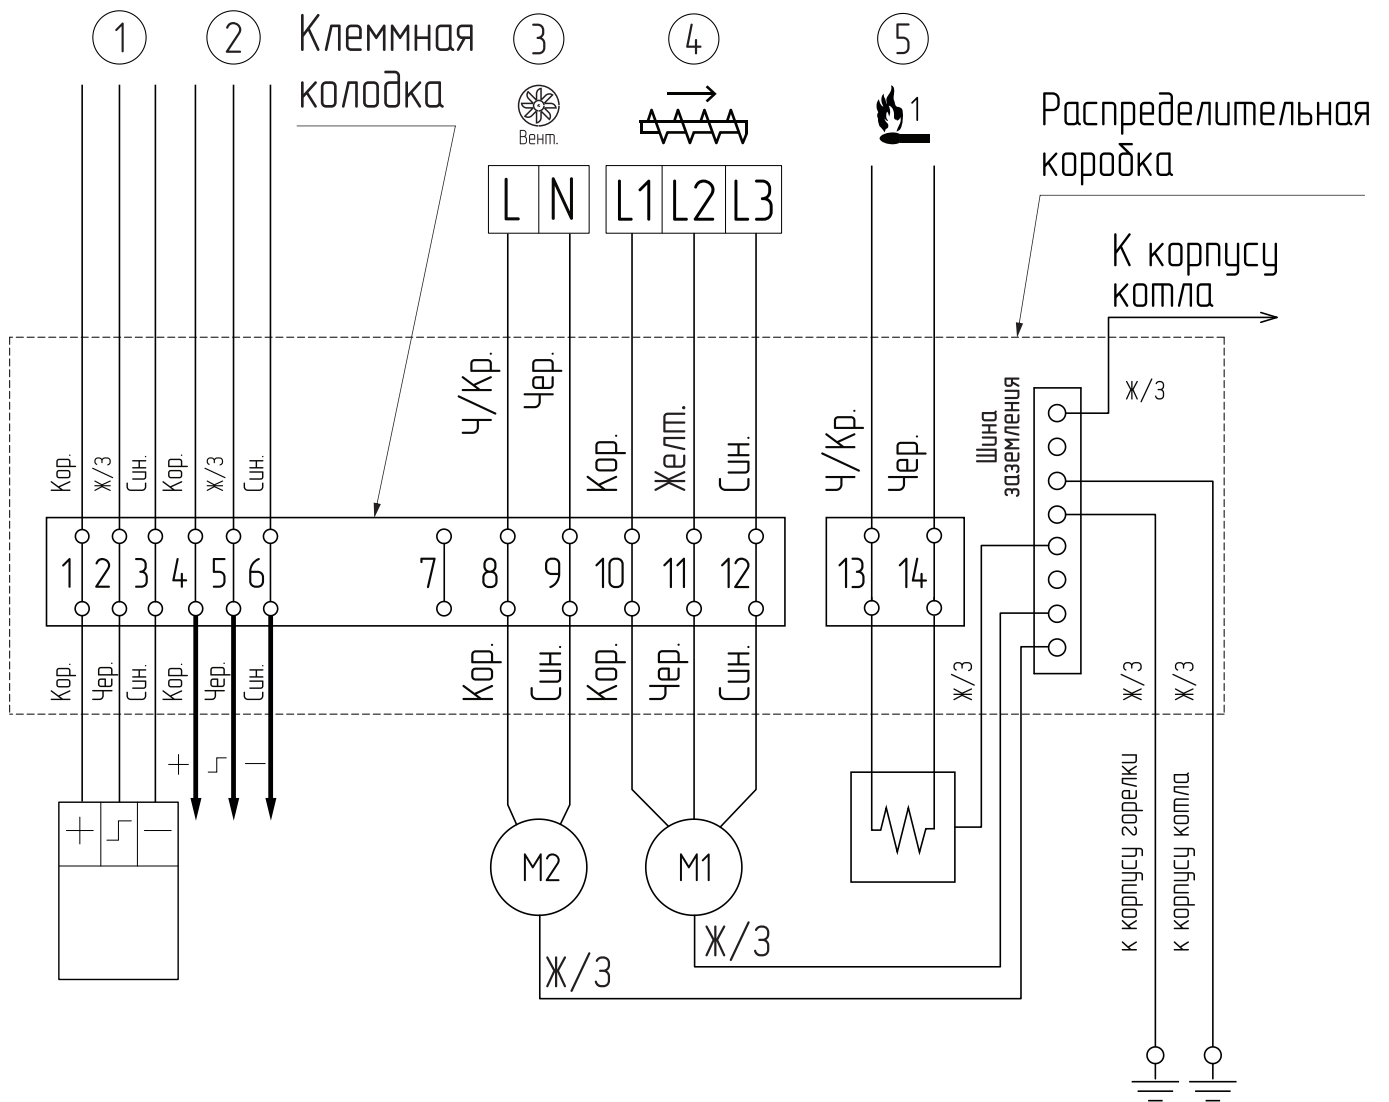 1 2 3 4 5
Клеммная
колодка
Вент.
1
Распределительная
коробка
L N L1 L2 L3
К корпусу
котла
Ч/Кр. Чер.
Ж/З
Шина
заземления
Кор. Ж/З Син. Кор. Ж/З Син.
Кор. Желт. Син. Ч/Кр. Чер.
1 2 3 4 5 6 7 8 9 10 11 12 13 14
Кор. Чер. Син. Кор. Чер. Син. Кор. Син. Кор. Чер. Син. Ж/З Ж/З Ж/З
+ —
+ —
к корпусу горелки
к корпусу котла
М2 М1
Ж/З
Ж/З